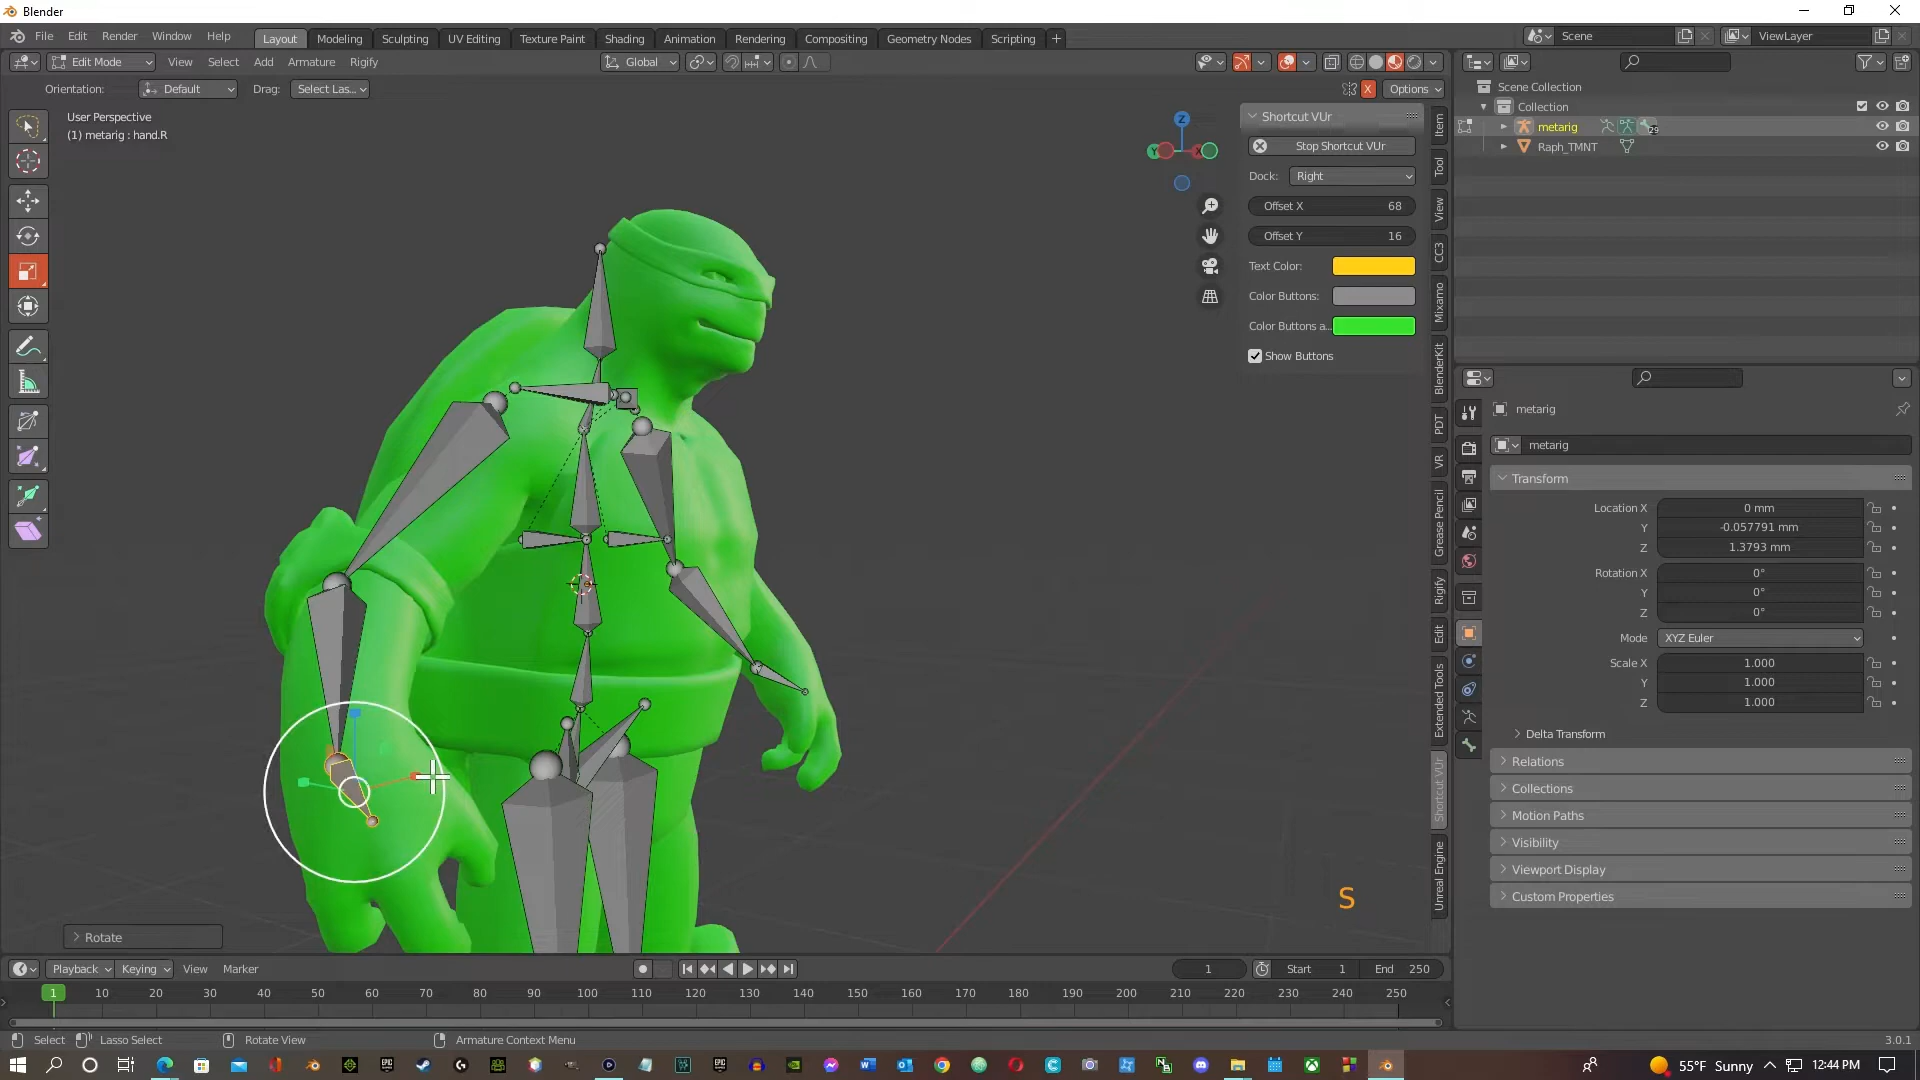 Blender
File Edit Render Window Help
Layout Modeling Sculpting UV Editing Texture Paint Shading Animation Rendering Compositing Geometry Nodes Scripting +
Scene
ViewLayer
Edit Mode View Select Add Armature Rigify
Global
Orientation: Default Drag: Select Las...
X Options
User Perspective
(1) metarig : hand.R
Z
Y
X
Shortcut VUr
Stop Shortcut VUr
Dock: Right
Offset X 68
Offset Y 16
Text Color:
Color Buttons:
Color Buttons a...
Show Buttons
Item
Tool
View
CC3
Mixamo
BlenderKit
PDT
VR
Grease Pencil
Rigify
Edit
Extended Tools
Shortcut VUr
Unreal Engine
Scene Collection
Collection
metarig
29
Raph_TMNT
metarig
metarig
Transform
Location X 0 mm
Y -0.057791 mm
Z 1.3793 mm
Rotation X 0°
Y 0°
Z 0°
Mode XYZ Euler
Scale X 1.000
Y 1.000
Z 1.000
Delta Transform
Relations
Collections
Motion Paths
Visibility
Viewport Display
Custom Properties
S
Rotate
Playback Keying View Marker
1 Start 1 End 250
1 10 20 30 40 50 60 70 80 90 100 110 120 130 140 150 160 170 180 190 200 210 220 230 240 250
Select Lasso Select Rotate View Armature Context Menu
3.0.1
55°F Sunny 12:44 PM